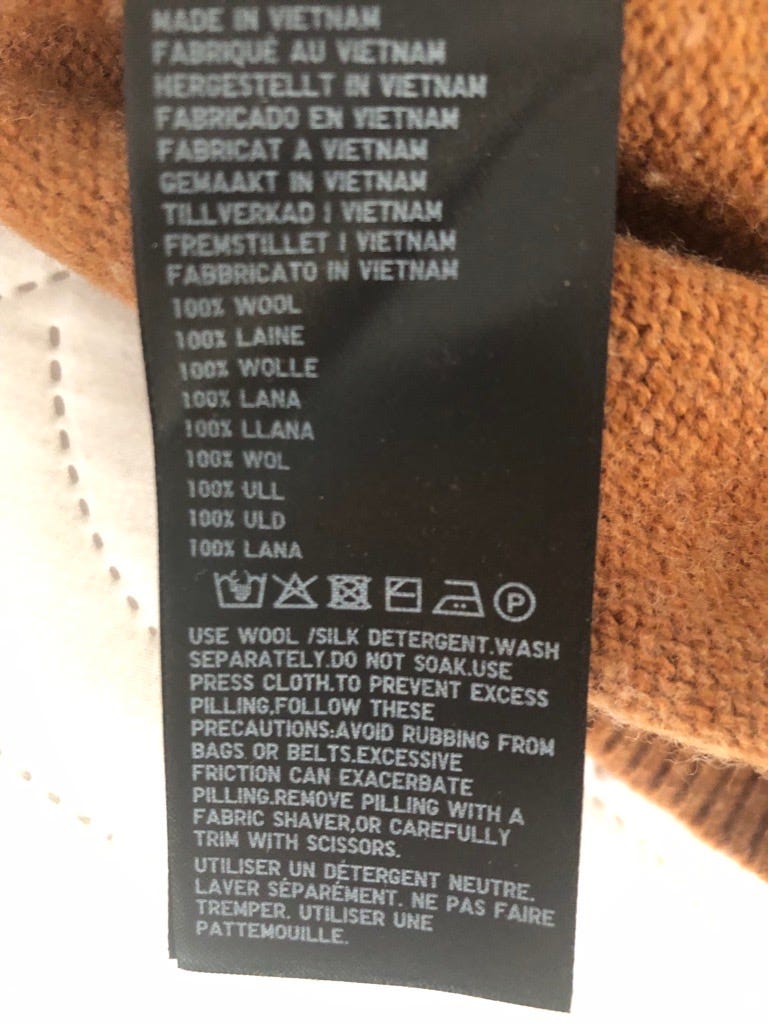 MADE IN VIETNAM
FABRIQUÉ AU VIETNAM
HERGESTELLT IN VIETNAM
FABRICADO EN VIETNAM
FABRICAT A VIETNAM
GEMAAKT IN VIETNAM
TILLVERKAD I VIETNAM
FREMSTILLET I VIETNAM
FABBRICATO IN VIETNAM
100% WOOL
100% LAINE
100% WOLLE
100% LANA
100% LLANA
100% WOL
100% ULL
100% ULD
100% LANA
P
USE WOOL /SILK DETERGENT.WASH
SEPARATELY.DO NOT SOAK.USE
PRESS CLOTH.TO PREVENT EXCESS
PILLING,FOLLOW THESE
PRECAUTIONS:AVOID RUBBING FROM
BAGS OR BELTS.EXCESSIVE
FRICTION CAN EXACERBATE
PILLING.REMOVE PILLING WITH A
FABRIC SHAVER,OR CAREFULLY
TRIM WITH SCISSORS.
UTILISER UN DÉTERGENT NEUTRE.
LAVER SÉPARÉMENT. NE PAS FAIRE
TREMPER. UTILISER UNE
PATTEMOUILLE.